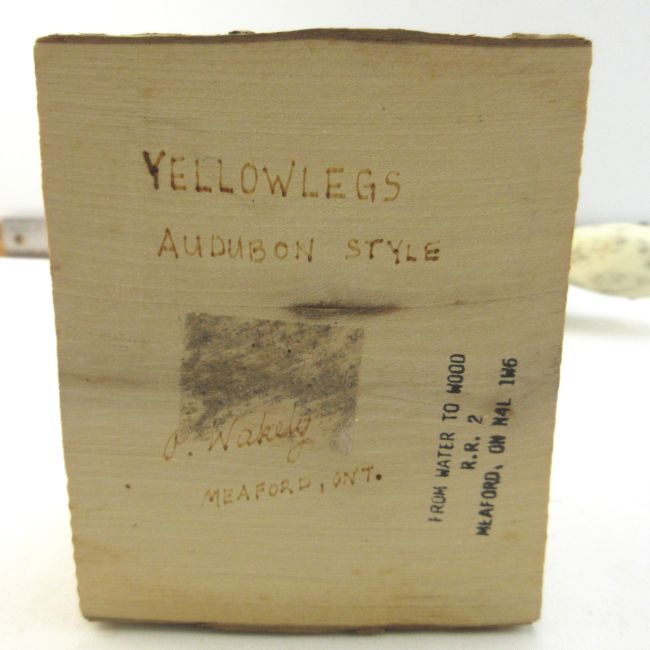 YELLOWLEGS
AUDUBON STYLE
P. Wakely
MEAFORD, ONT.
FROM WATER TO WOOD
R.R. 2
MEAFORD, ON N4L 1W6